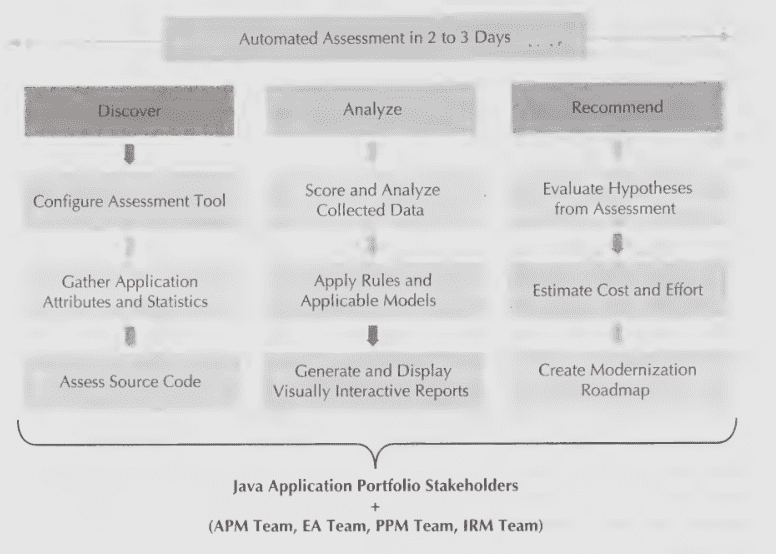 Automated Assessment in 2 to 3 Days
Discover
Configure Assessment Tool
Gather Application
Attributes and Statistics
Assess Source Code
Analyze
Score and Analyze
Collected Data
Apply Rules and
Applicable Models
Generate and Display
Visually Interactive Reports
Recommend
Evaluate Hypotheses
from Assessment
Estimate Cost and Effort
Create Modernization
Roadmap
Java Application Portfolio Stakeholders
+
(APM Team, EA Team, PPM Team, IRM Team)